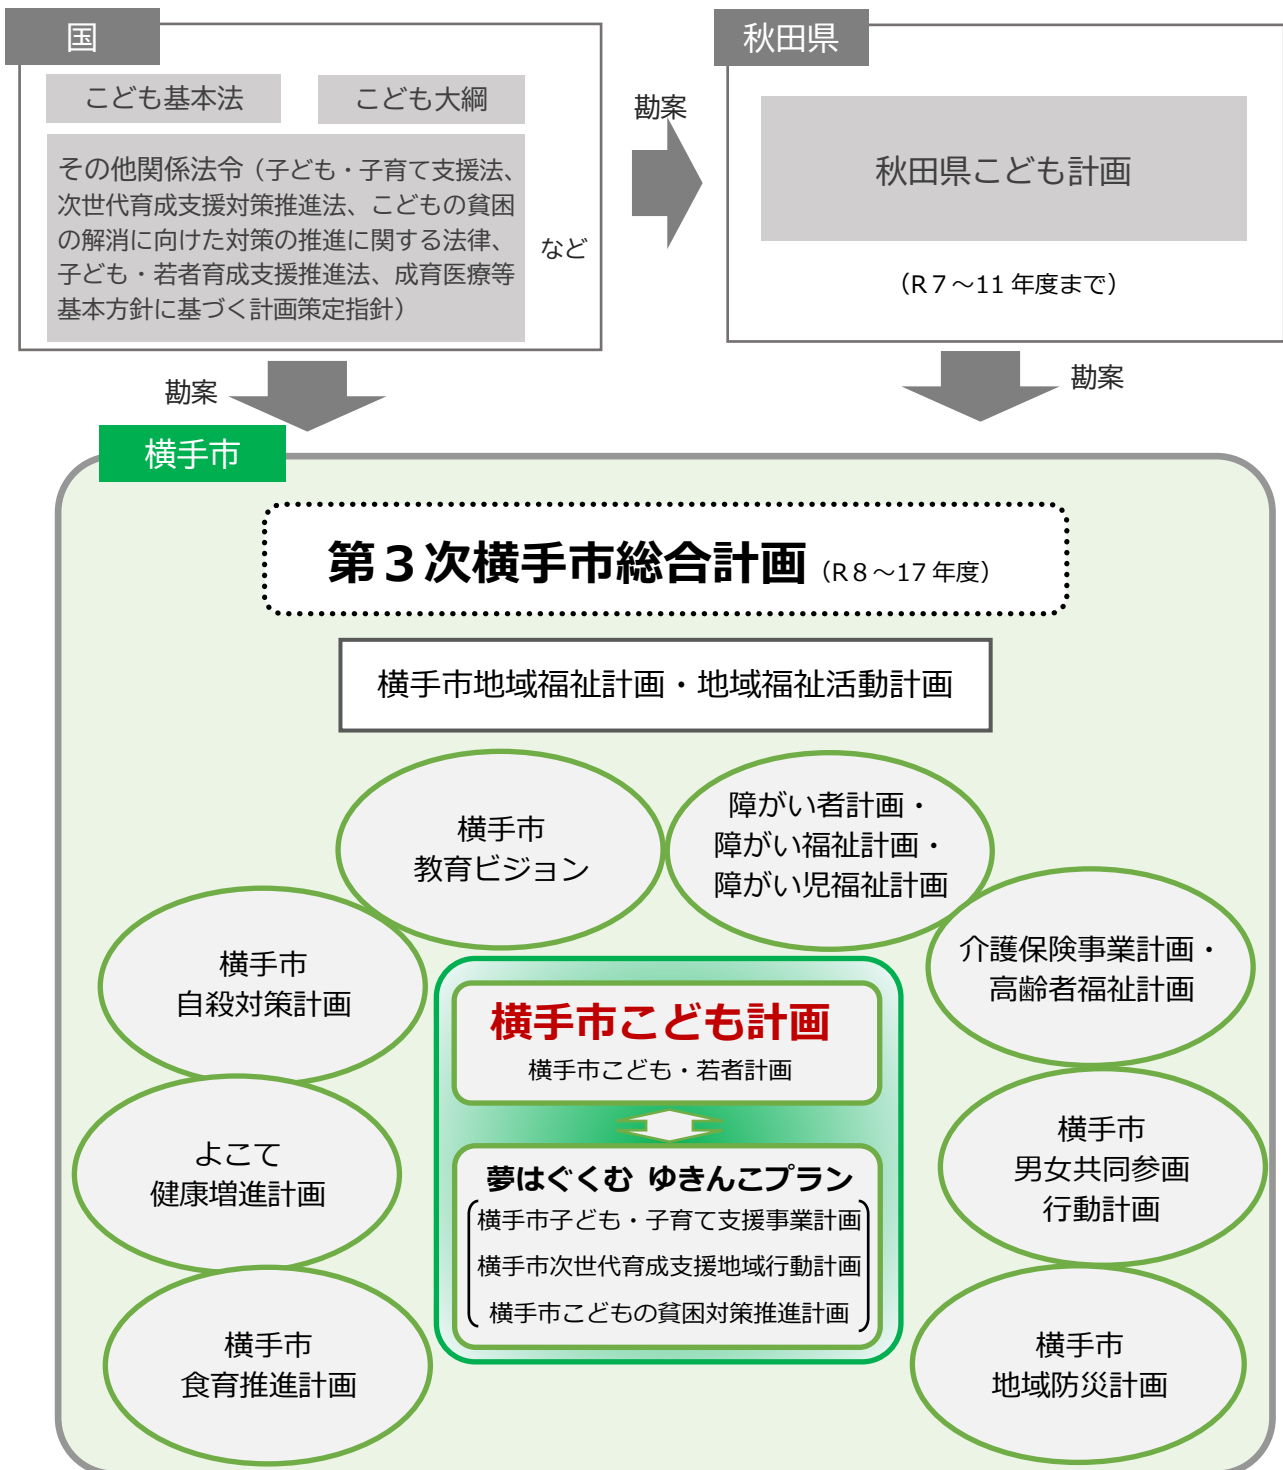 国
こども基本法
こども大綱
その他関係法令（子ども・子育て支援法、
次世代育成支援対策推進法、こどもの貧困
の解消に向けた対策の推進に関する法律、
子ども・若者育成支援推進法、成育医療等
基本方針に基づく計画策定指針）
など
勘案
秋田県
秋田県こども計画
（R７～11 年度まで）
勘案
勘案
横手市
第３次横手市総合計画（R８～17 年度）
横手市地域福祉計画・地域福祉活動計画
横手市
教育ビジョン
障がい者計画・
障がい福祉計画・
障がい児福祉計画
横手市
自殺対策計画
介護保険事業計画・
高齢者福祉計画
横手市こども計画
横手市こども・若者計画
よこて
健康増進計画
横手市
男女共同参画
行動計画
夢はぐくむ ゆきんこプラン
横手市子ども・子育て支援事業計画
横手市次世代育成支援地域行動計画
横手市こどもの貧困対策推進計画
横手市
食育推進計画
横手市
地域防災計画